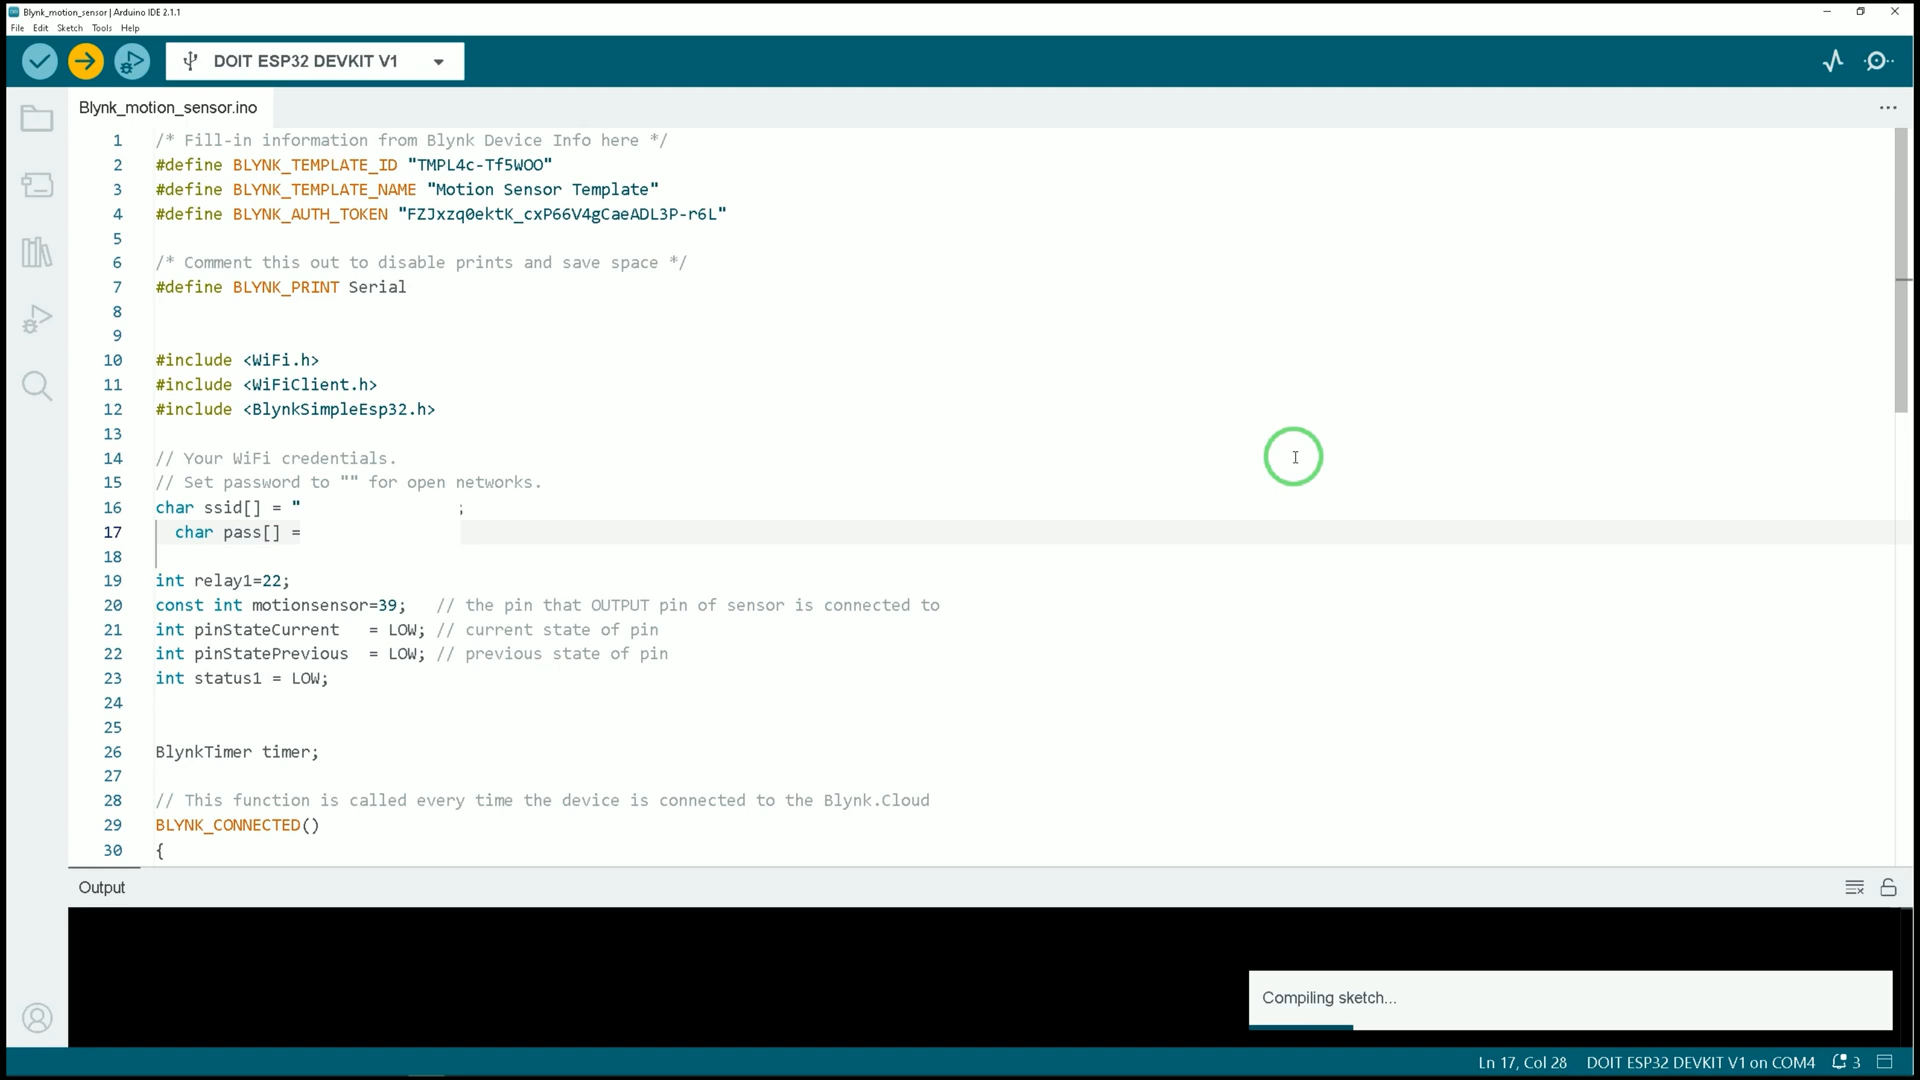 Blynk_motion_sensor | Arduino IDE 2.1.1
File Edit Sketch Tools Help
DOIT ESP32 DEVKIT V1
Blynk_motion_sensor.ino
1 /* Fill-in information from Blynk Device Info here */
2 #define BLYNK_TEMPLATE_ID "TMPL4c-Tf5WOO"
3 #define BLYNK_TEMPLATE_NAME "Motion Sensor Template"
4 #define BLYNK_AUTH_TOKEN "FZJxzq0ektK_cxP66V4gCaeADL3P-r6L"
5
6 /* Comment this out to disable prints and save space */
7 #define BLYNK_PRINT Serial
8
9
10 #include <WiFi.h>
11 #include <WiFiClient.h>
12 #include <BlynkSimpleEsp32.h>
13
14 // Your WiFi credentials.
15 // Set password to "" for open networks.
16 char ssid[] = " ;
17 char pass[] =
18
19 int relay1=22;
20 const int motionsensor=39; // the pin that OUTPUT pin of sensor is connected to
21 int pinStateCurrent = LOW; // current state of pin
22 int pinStatePrevious = LOW; // previous state of pin
23 int status1 = LOW;
24
25
26 BlynkTimer timer;
27
28 // This function is called every time the device is connected to the Blynk.Cloud
29 BLYNK_CONNECTED()
30 {
Output
Compiling sketch...
Ln 17, Col 28 DOIT ESP32 DEVKIT V1 on COM4 3